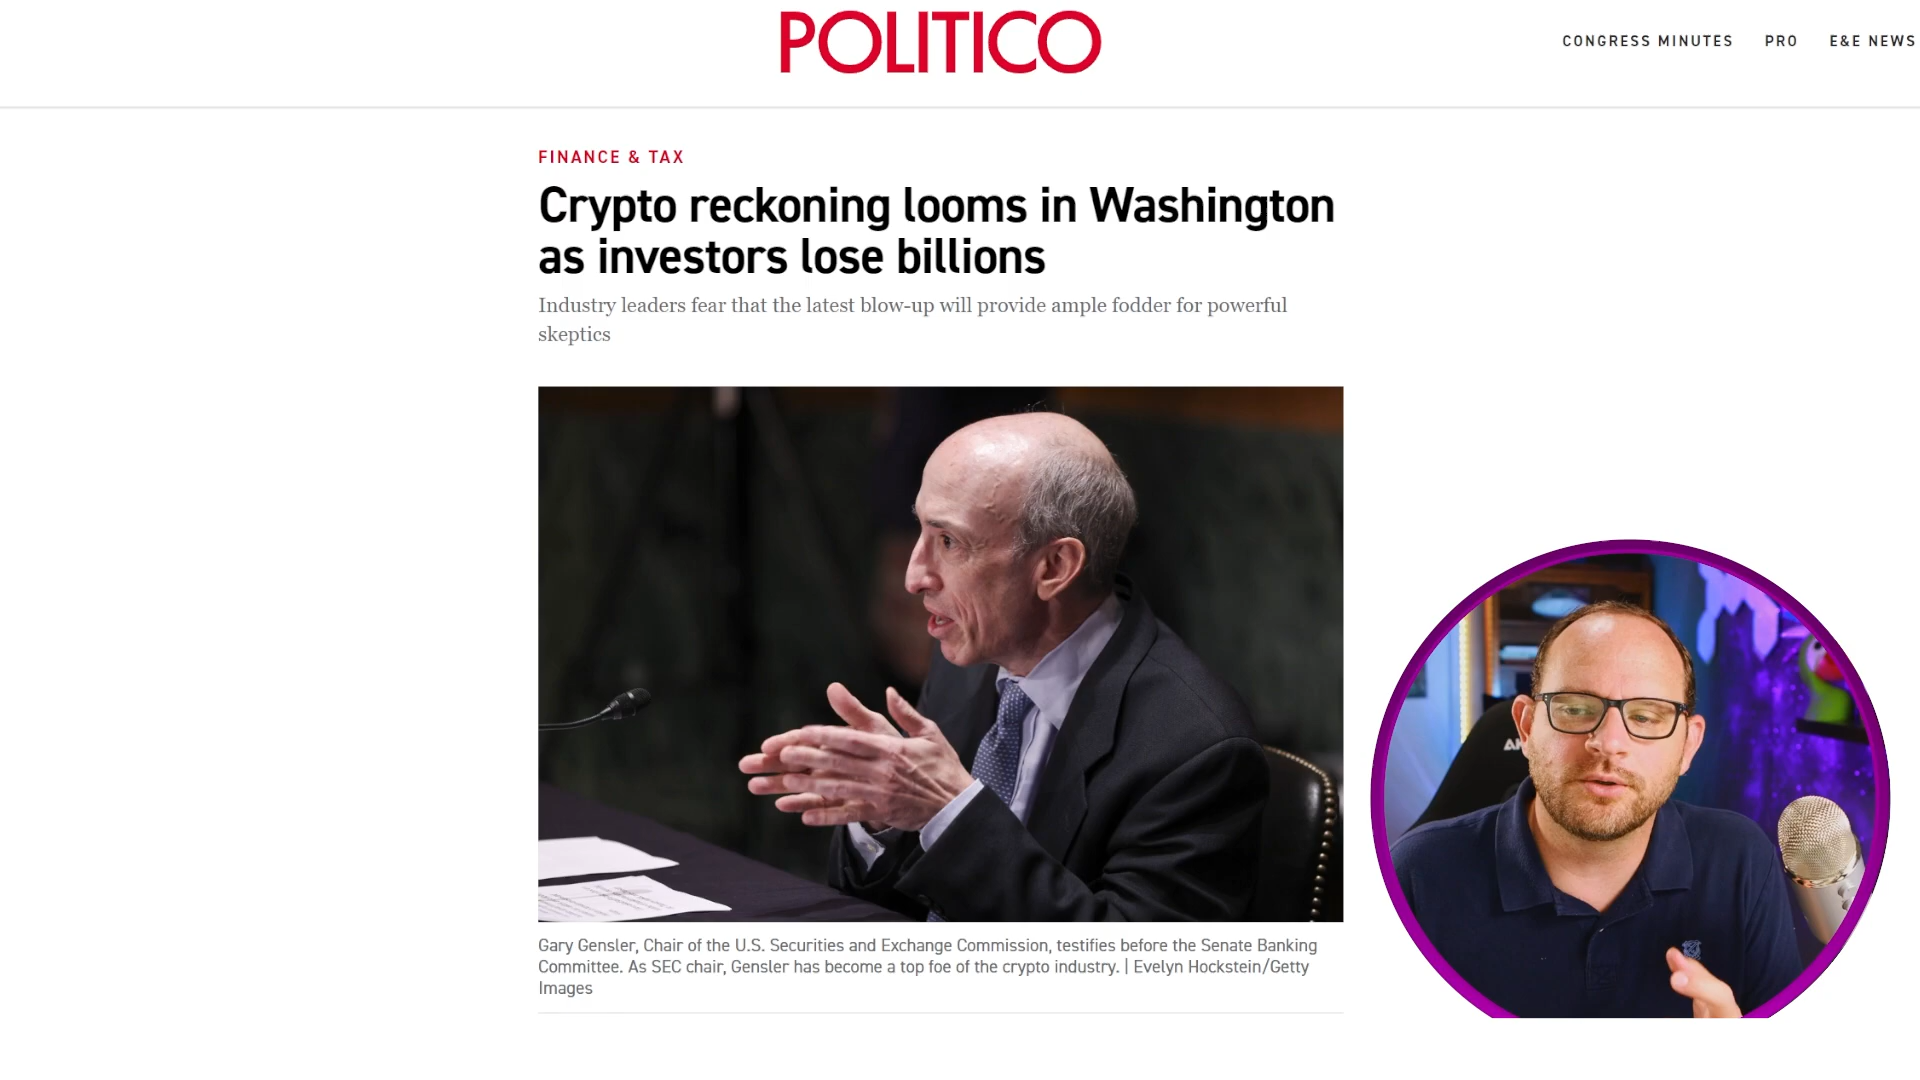 POLITICO
CONGRESS MINUTES PRO E&E NEWS
FINANCE & TAX
Crypto reckoning looms in Washington
as investors lose billions
Industry leaders fear that the latest blow-up will provide ample fodder for powerful
skeptics
Gary Gensler, Chair of the U.S. Securities and Exchange Commission, testifies before the Senate Banking
Committee. As SEC chair, Gensler has become a top foe of the crypto industry. | Evelyn Hockstein/Getty
Images